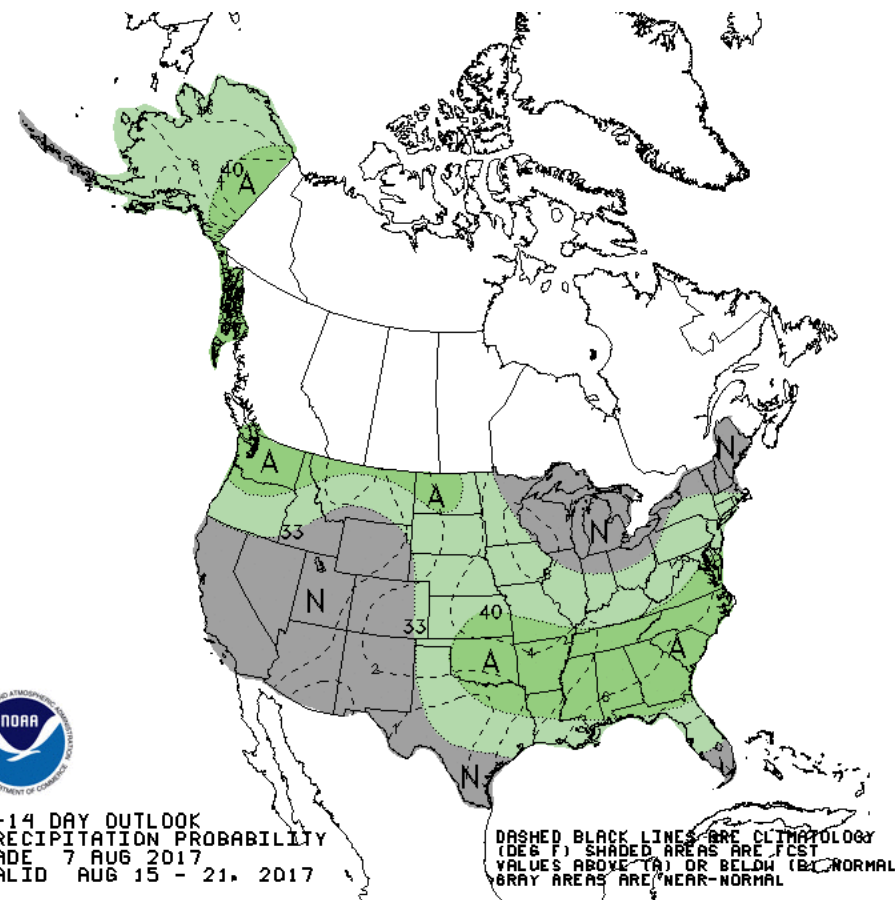 40
A
A
A
N
N
33
N
40
33
A
A
2
6
N
NOAA
-14 DAY OUTLOOK
RECIPITATION PROBABILITY
ADE 7 AUG 2017
ALID AUG 15 - 21, 2017
DASHED BLACK LINES ARE CLIMATOLOGY
(DEG F) SHADED AREAS ARE FCST
VALUES ABOVE (A) OR BELOW (B) NORMAL
GRAY AREAS ARE NEAR-NORMAL